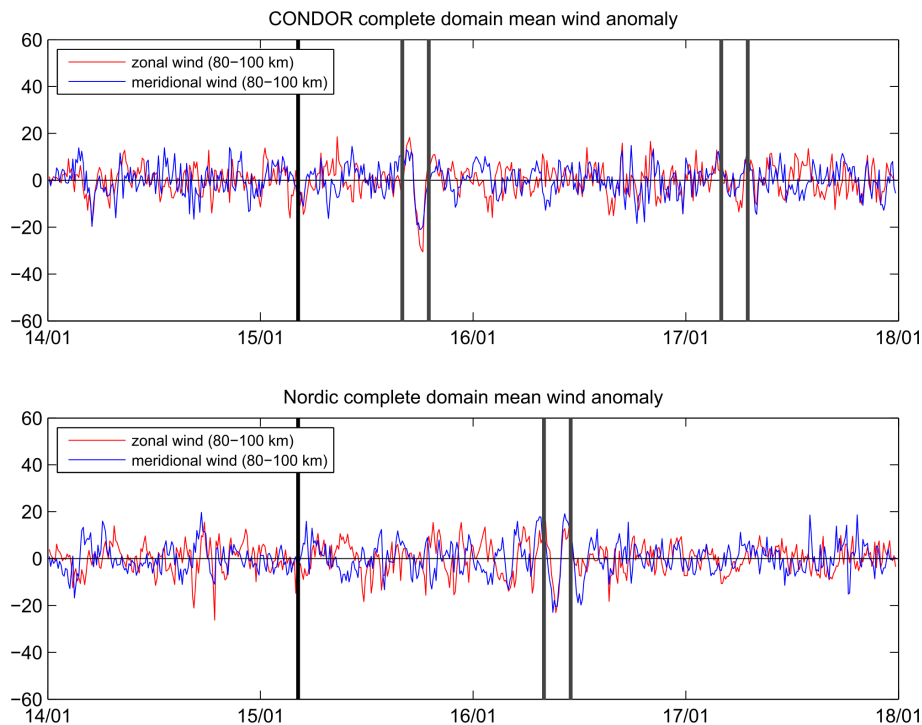 CONDOR complete domain mean wind anomaly
60
zonal wind (80−100 km)
meridional wind (80−100 km)
40
20
0
−20
−40
−60
14/01 15/01 16/01 17/01 18/01
Nordic complete domain mean wind anomaly
60
zonal wind (80−100 km)
meridional wind (80−100 km)
40
20
0
−20
−40
−60
14/01 15/01 16/01 17/01 18/01